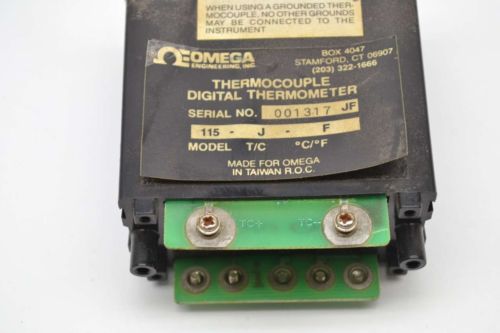 WHEN USING A GROUNDED THER-
MOCOUPLE, NO OTHER GROUNDS
MAY BE CONNECTED TO THE
INSTRUMENT
OMEGA
ENGINEERING, INC.
BOX 4047
STAMFORD, CT 06907
(203) 322-1666
THERMOCOUPLE
DIGITAL THERMOMETER
SERIAL NO. 001317 JF
115 - J - F
MODEL T/C °C/°F
MADE FOR OMEGA
IN TAIWAN R.O.C.
TC+ TC-